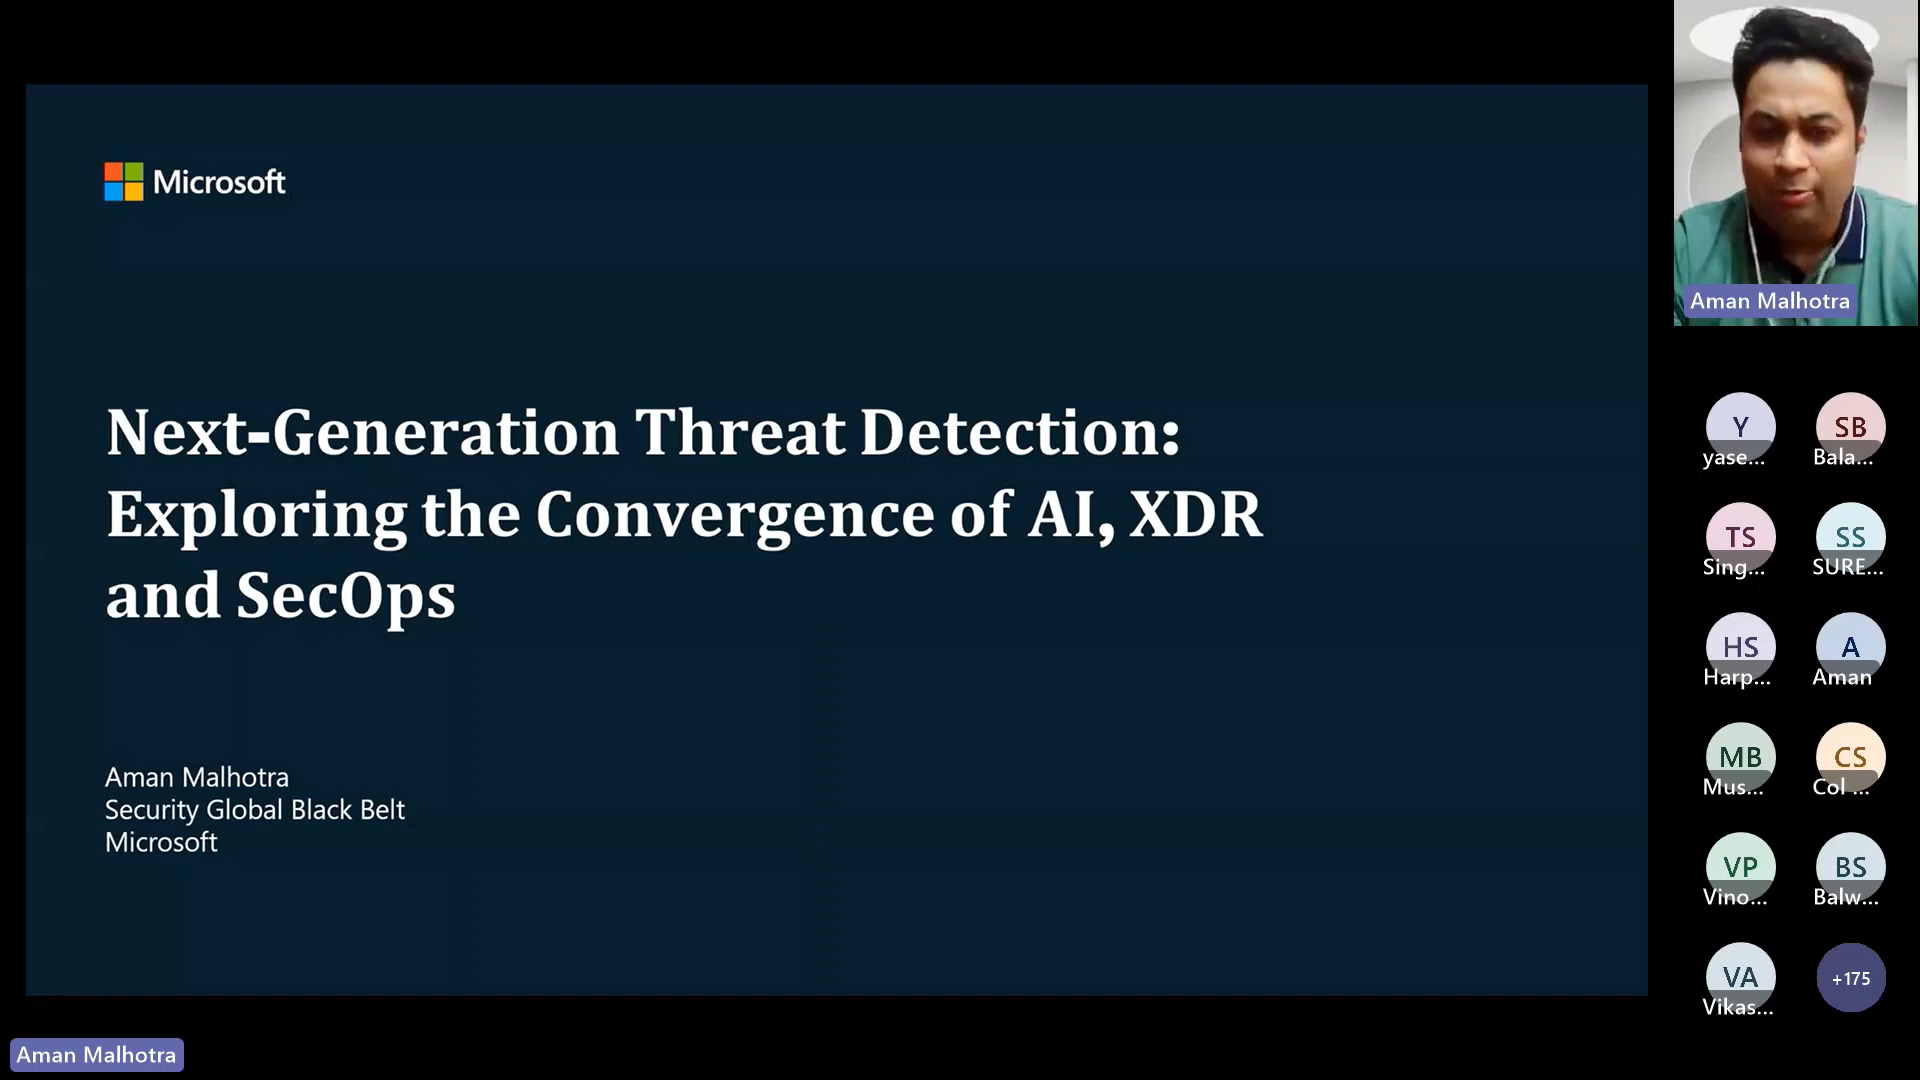 Microsoft
Next-Generation Threat Detection:
Exploring the Convergence of AI, XDR
and SecOps
Aman Malhotra
Security Global Black Belt
Microsoft
Aman Malhotra
Aman Malhotra
Y
yase...
SB
Bala...
TS
Sing...
SS
SURE...
HS
Harp...
A
Aman
MB
Mus...
CS
Col ...
VP
Vino...
BS
Balw...
VA
Vikas...
+175